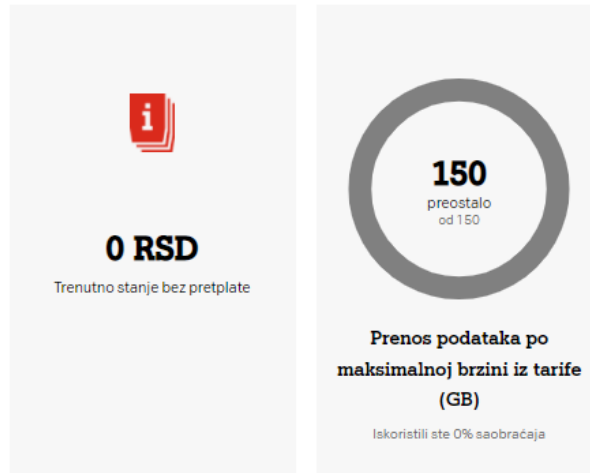 i
0 RSD
Trenutno stanje bez pretplate
150
preostalo
od 150
Prenos podataka po
maksimalnoj brzini iz tarife
(GB)
Iskoristili ste 0% saobraćaja